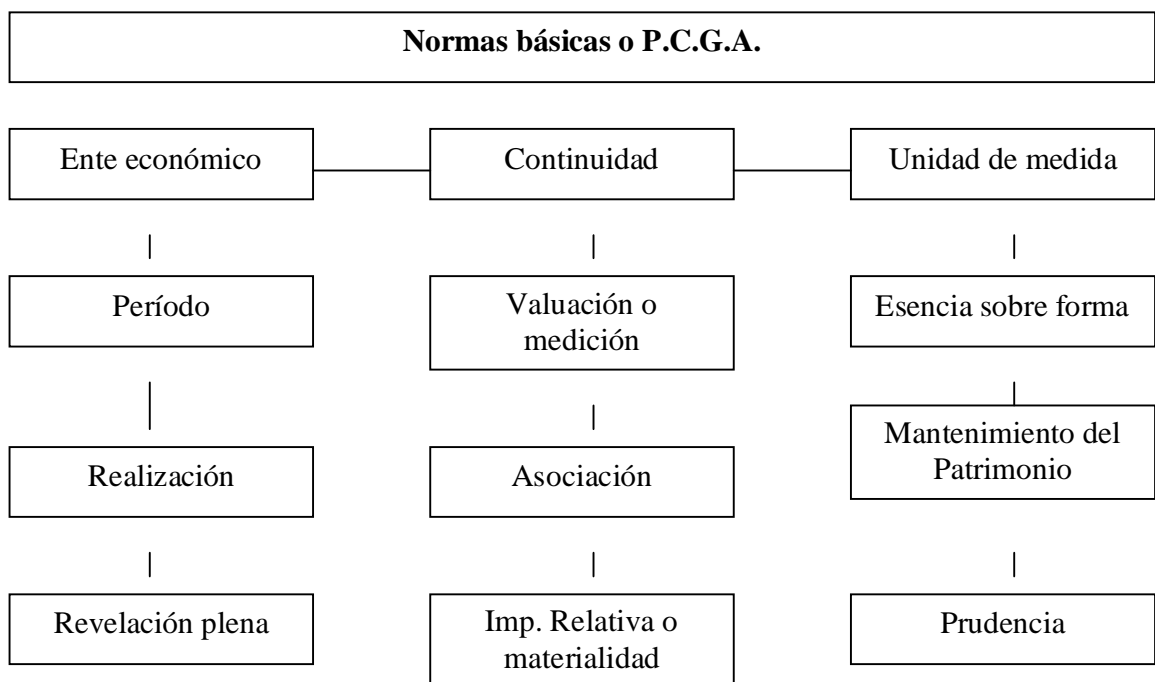 Normas básicas o P.C.G.A.
Ente económico
Continuidad
Unidad de medida
Período
Valuación o
medición
Esencia sobre forma
Realización
Asociación
Mantenimiento del
Patrimonio
Revelación plena
Imp. Relativa o
materialidad
Prudencia